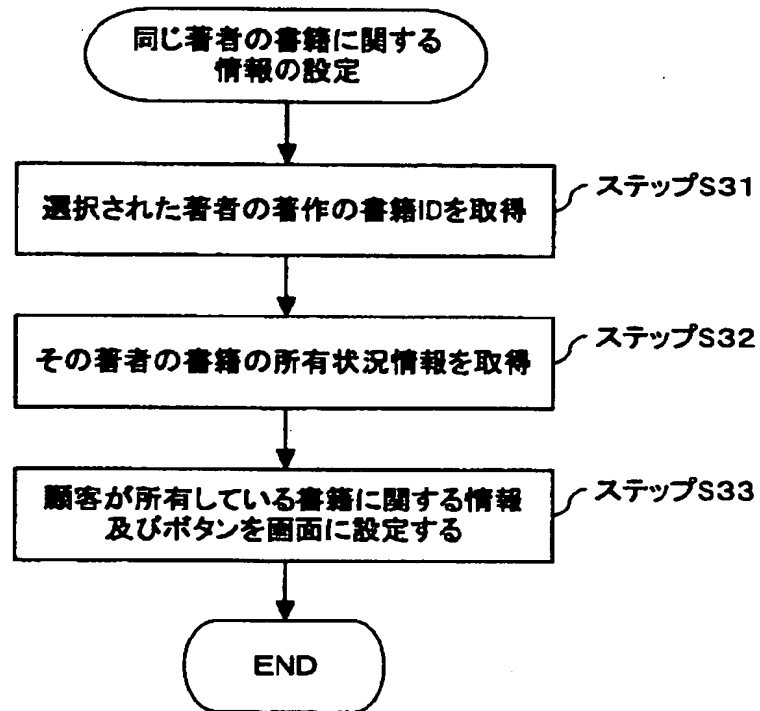 同じ著者の書籍に関する
情報の設定
選択された著者の著作の書籍IDを取得
ステップS31
その著者の書籍の所有状況情報を取得
ステップS32
顧客が所有している書籍に関する情報
及びボタンを画面に設定する
ステップS33
END